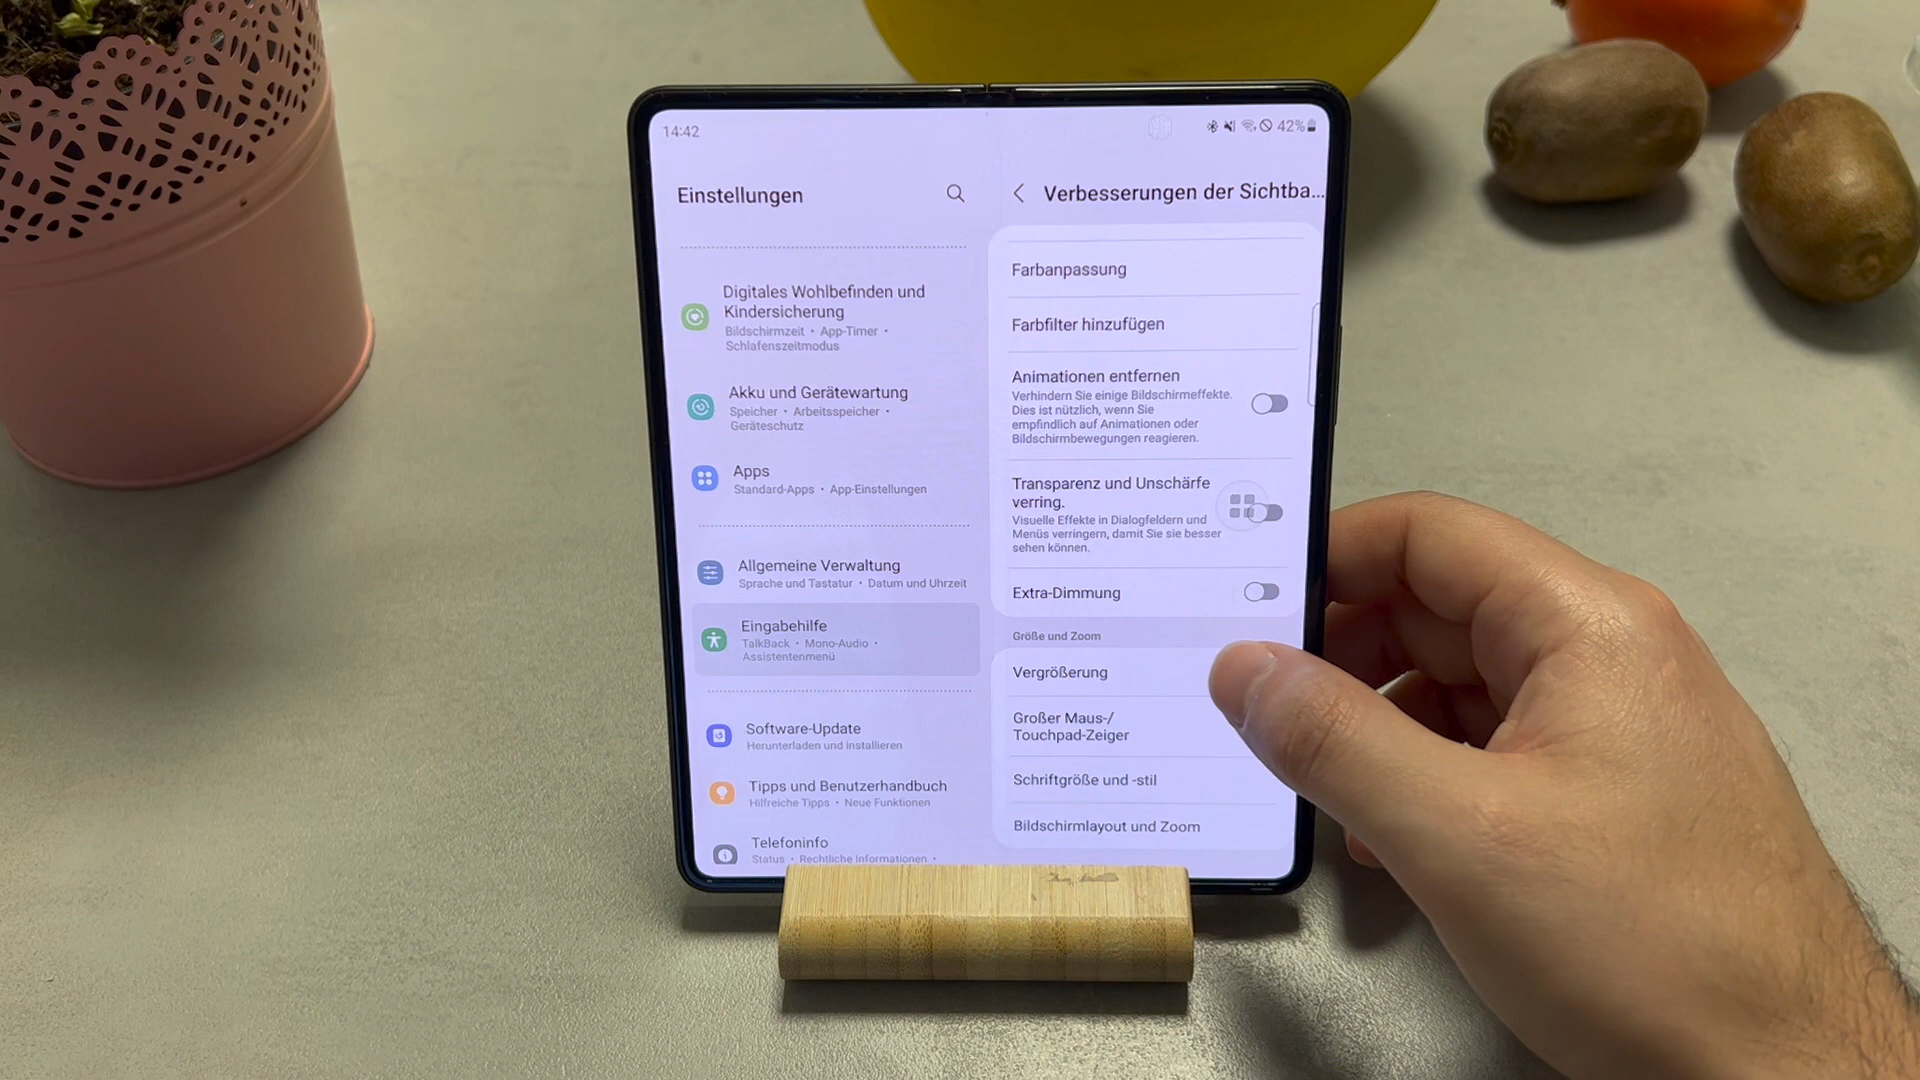 14:42
42%
Einstellungen
Digitales Wohlbefinden und
Kindersicherung
Bildschirmzeit • App-Timer •
Schlafenszeitmodus
Akku und Gerätewartung
Speicher • Arbeitsspeicher •
Geräteschutz
Apps
Standard-Apps • App-Einstellungen
Allgemeine Verwaltung
Sprache und Tastatur • Datum und Uhrzeit
Eingabehilfe
TalkBack • Mono-Audio •
Assistentenmenü
Software-Update
Herunterladen und installieren
Tipps und Benutzerhandbuch
Hilfreiche Tipps • Neue Funktionen
Telefoninfo
Status • Rechtliche Informationen •
Verbesserungen der Sichtba...
Farbanpassung
Farbfilter hinzufügen
Animationen entfernen
Verhindern Sie einige Bildschirmeffekte.
Dies ist nützlich, wenn Sie
empfindlich auf Animationen oder
Bildschirmbewegungen reagieren.
Transparenz und Unschärfe
verring.
Visuelle Effekte in Dialogfeldern und
Menüs verringern, damit Sie sie besser
sehen können.
Extra-Dimmung
Größe und Zoom
Vergrößerung
Großer Maus-/
Touchpad-Zeiger
Schriftgröße und -stil
Bildschirmlayout und Zoom